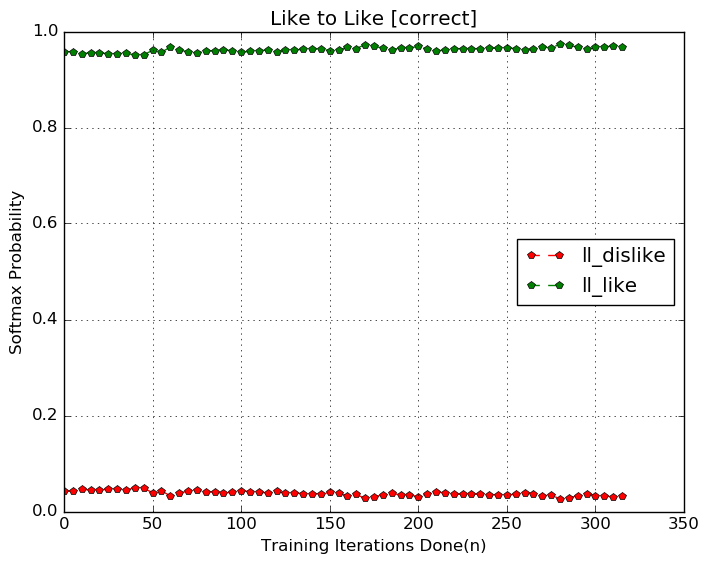 Like to Like [correct]
1.0
0.8
0.6
0.4
0.2
0.0
Softmax Probability
ll_dislike
ll_like
0 50 100 150 200 250 300 350
Training Iterations Done(n)